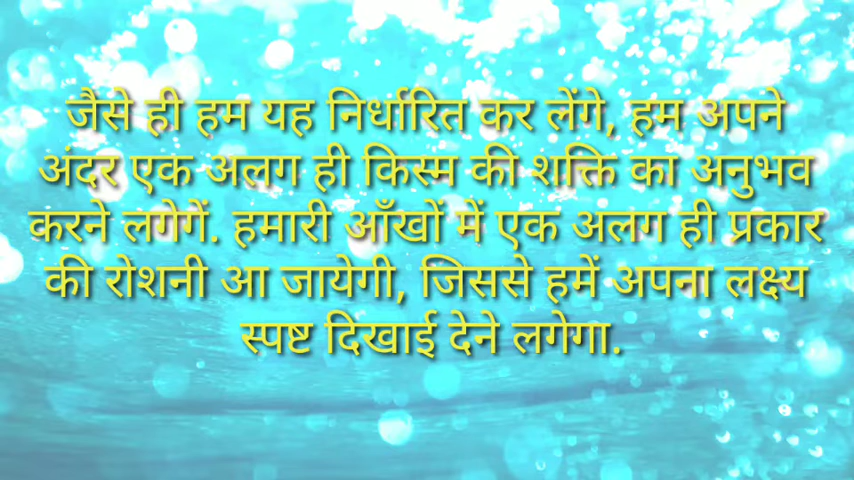 जैसे ही हम यह निर्धारित कर लेंगे, हम अपने
अंदर एक अलग ही किस्म की शक्ति का अनुभव
करने लगेगें. हमारी आँखों में एक अलग ही प्रकार
की रोशनी आ जायेगी, जिससे हमें अपना लक्ष्य
स्पष्ट दिखाई देने लगेगा.